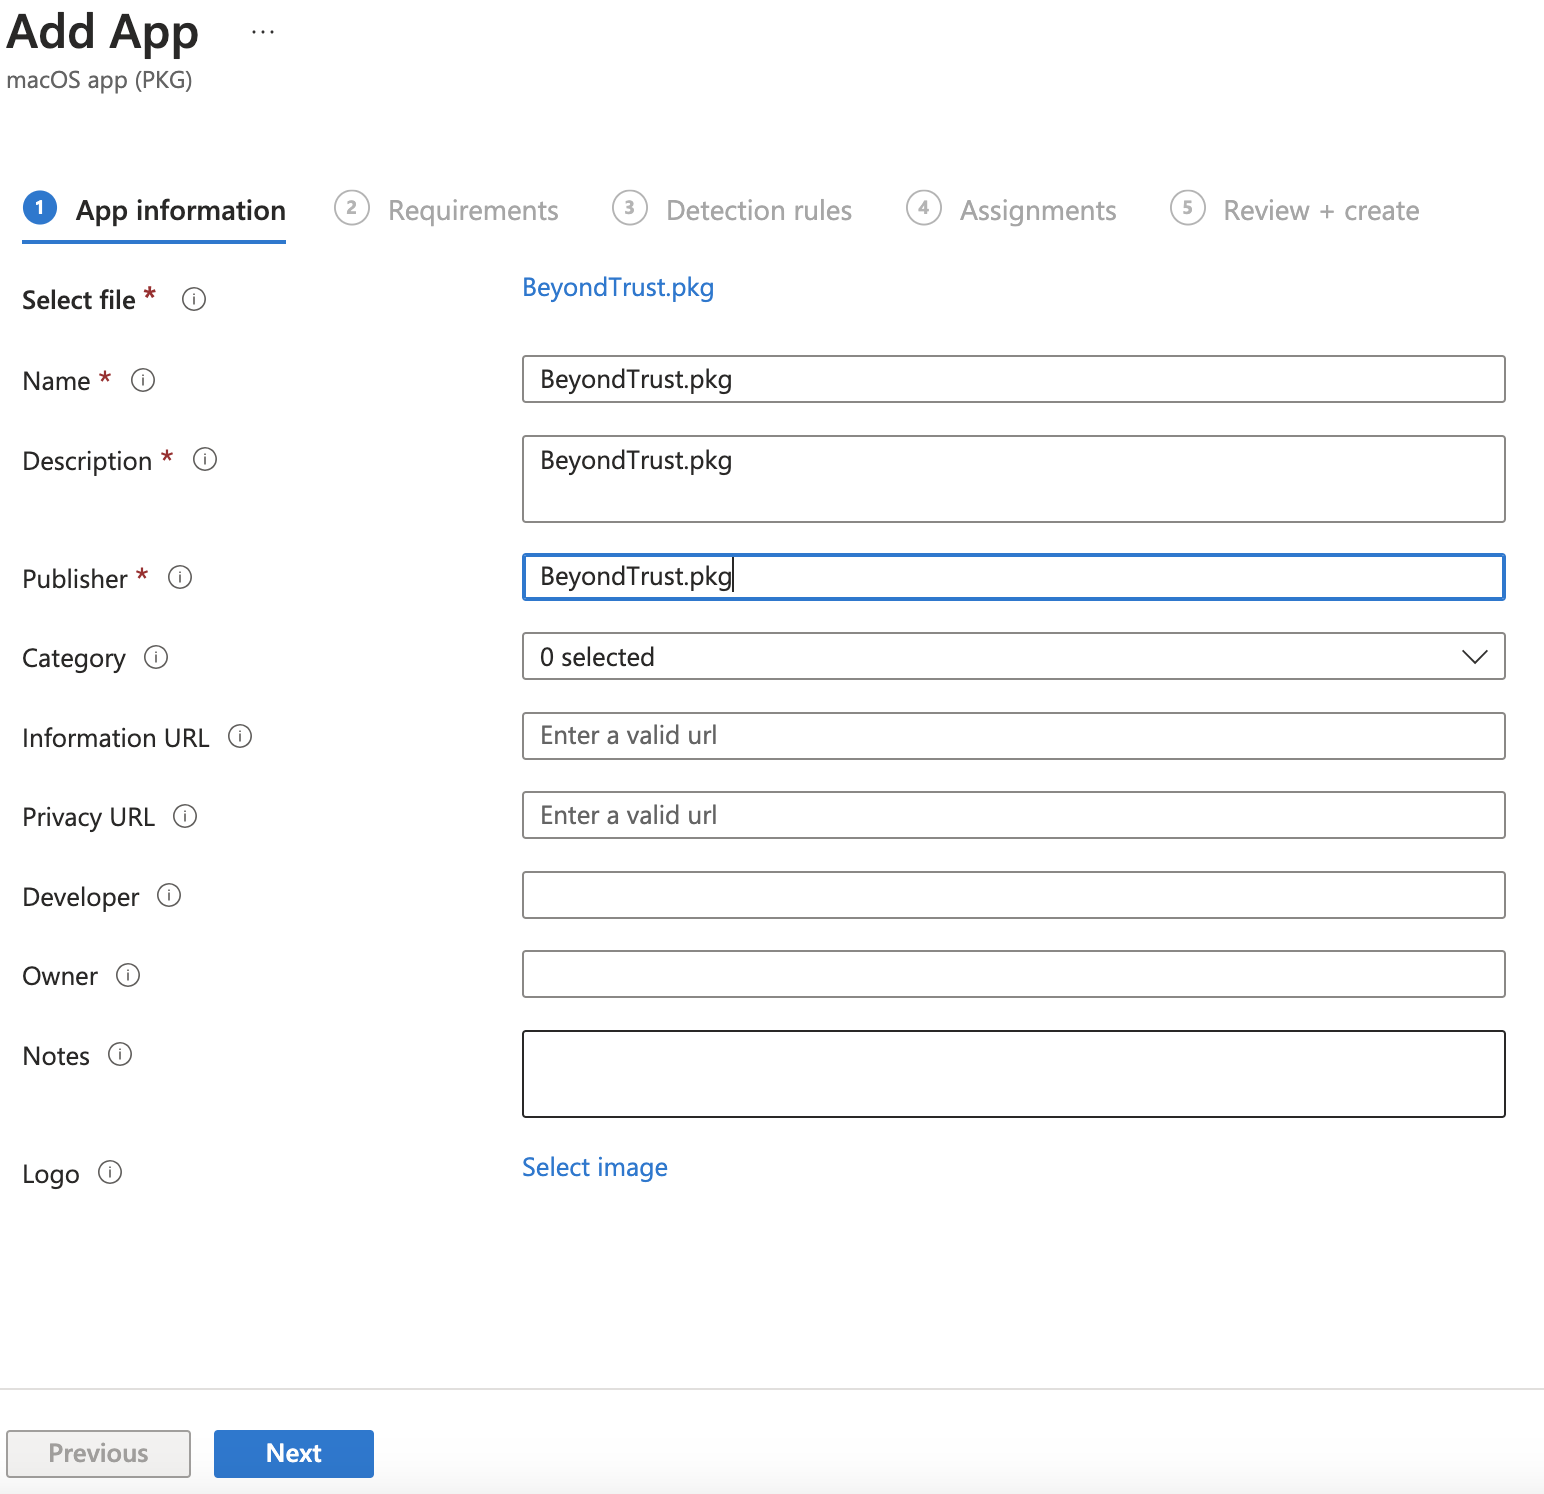 Add App ...
macOS app (PKG)
1 App information 2 Requirements 3 Detection rules 4 Assignments 5 Review + create
Select file * BeyondTrust.pkg
Name * BeyondTrust.pkg
Description * BeyondTrust.pkg
Publisher * BeyondTrust.pkg
Category 0 selected
Information URL Enter a valid url
Privacy URL Enter a valid url
Developer
Owner
Notes
Logo Select image
Previous Next